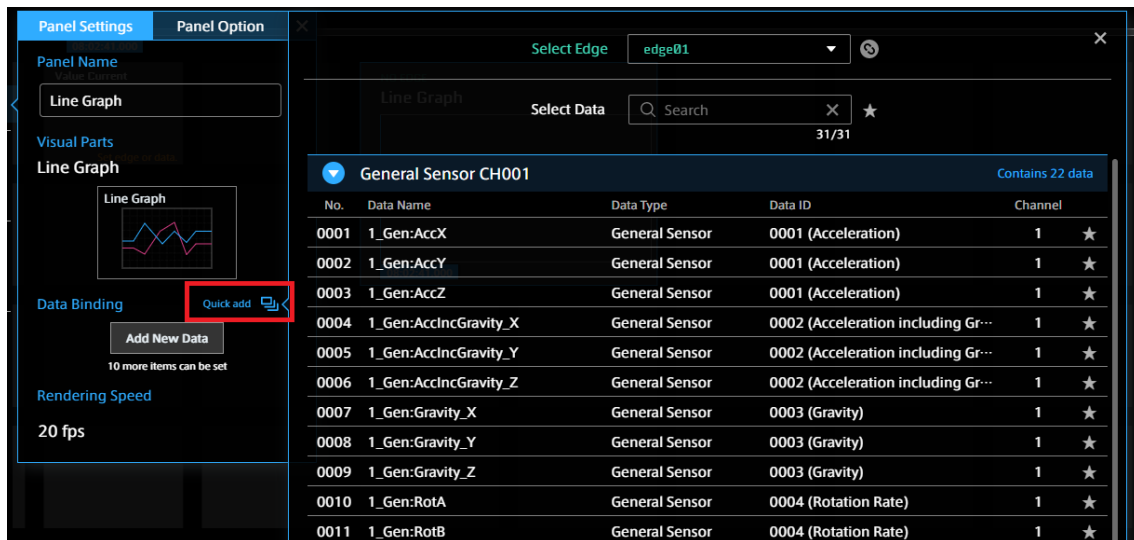 Panel Settings
Panel Option
Panel Name
Value Current
Line Graph
Visual Parts
Line Graph
Line Graph
Data Binding
Quick add
Add New Data
10 more items can be set
Rendering Speed
20 fps
Select Edge
edge01
Line Graph
Select Data
Search
31/31
General Sensor CH001 Contains 22 data
No. Data Name Data Type Data ID Channel
0001 1_Gen:AccX General Sensor 0001 (Acceleration) 1
0002 1_Gen:AccY General Sensor 0001 (Acceleration) 1
0003 1_Gen:AccZ General Sensor 0001 (Acceleration) 1
0004 1_Gen:AccIncGravity_X General Sensor 0002 (Acceleration including Gr··· 1
0005 1_Gen:AccIncGravity_Y General Sensor 0002 (Acceleration including Gr··· 1
0006 1_Gen:AccIncGravity_Z General Sensor 0002 (Acceleration including Gr··· 1
0007 1_Gen:Gravity_X General Sensor 0003 (Gravity) 1
0008 1_Gen:Gravity_Y General Sensor 0003 (Gravity) 1
0009 1_Gen:Gravity_Z General Sensor 0003 (Gravity) 1
0010 1_Gen:RotA General Sensor 0004 (Rotation Rate) 1
0011 1_Gen:RotB General Sensor 0004 (Rotation Rate) 1